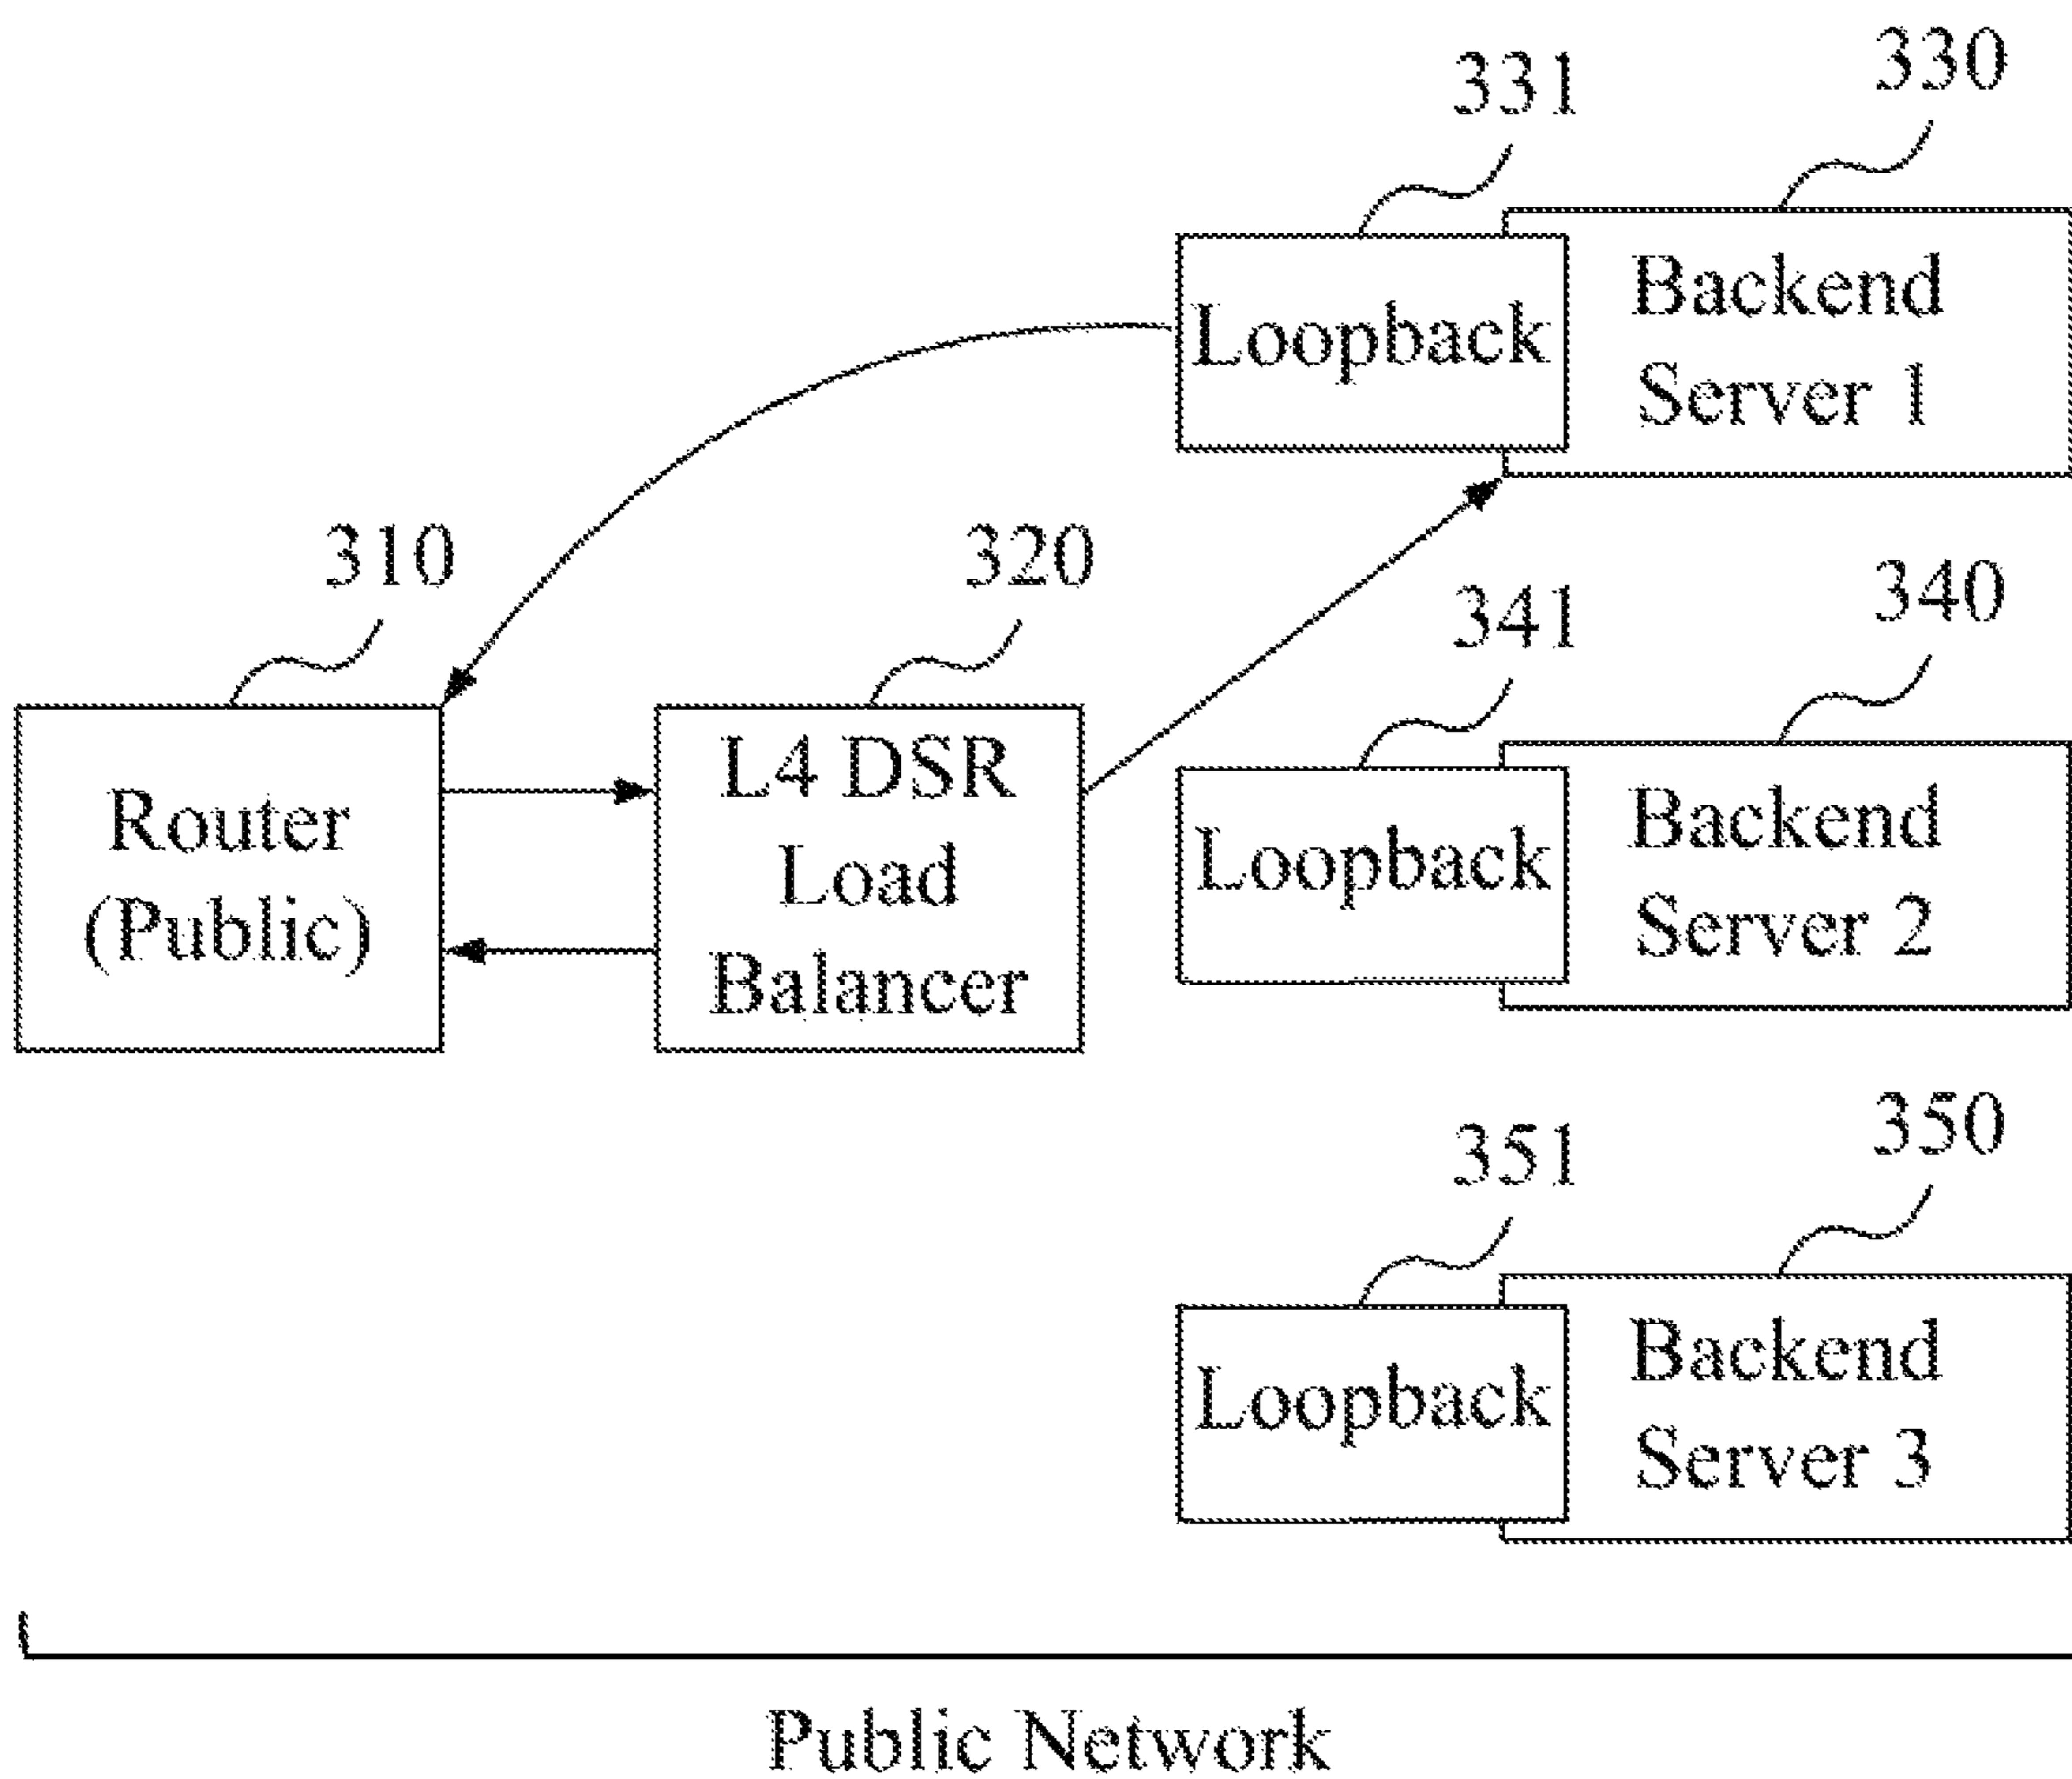 330
331
Backend
Server 1
Loopback
310
320
340
341
Router
(Public)
L4 DSR
Load
Balancer
Backend
Server 2
Loopback
350
351
Backend
Server 3
Loopback
Public Network